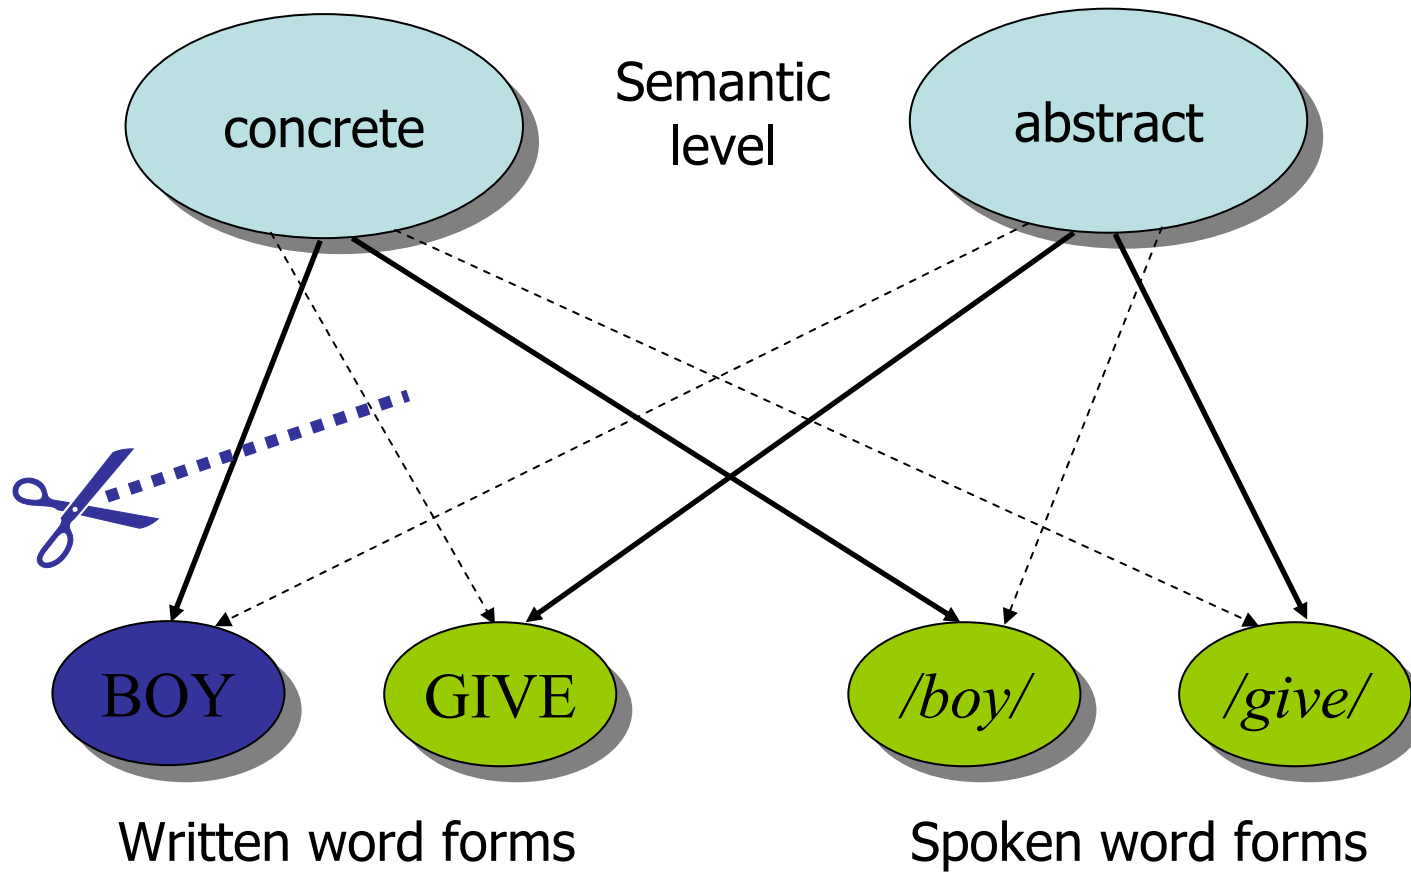 Semantic
level
concrete
abstract
BOY
GIVE
/boy/
/give/
Written word forms
Spoken word forms